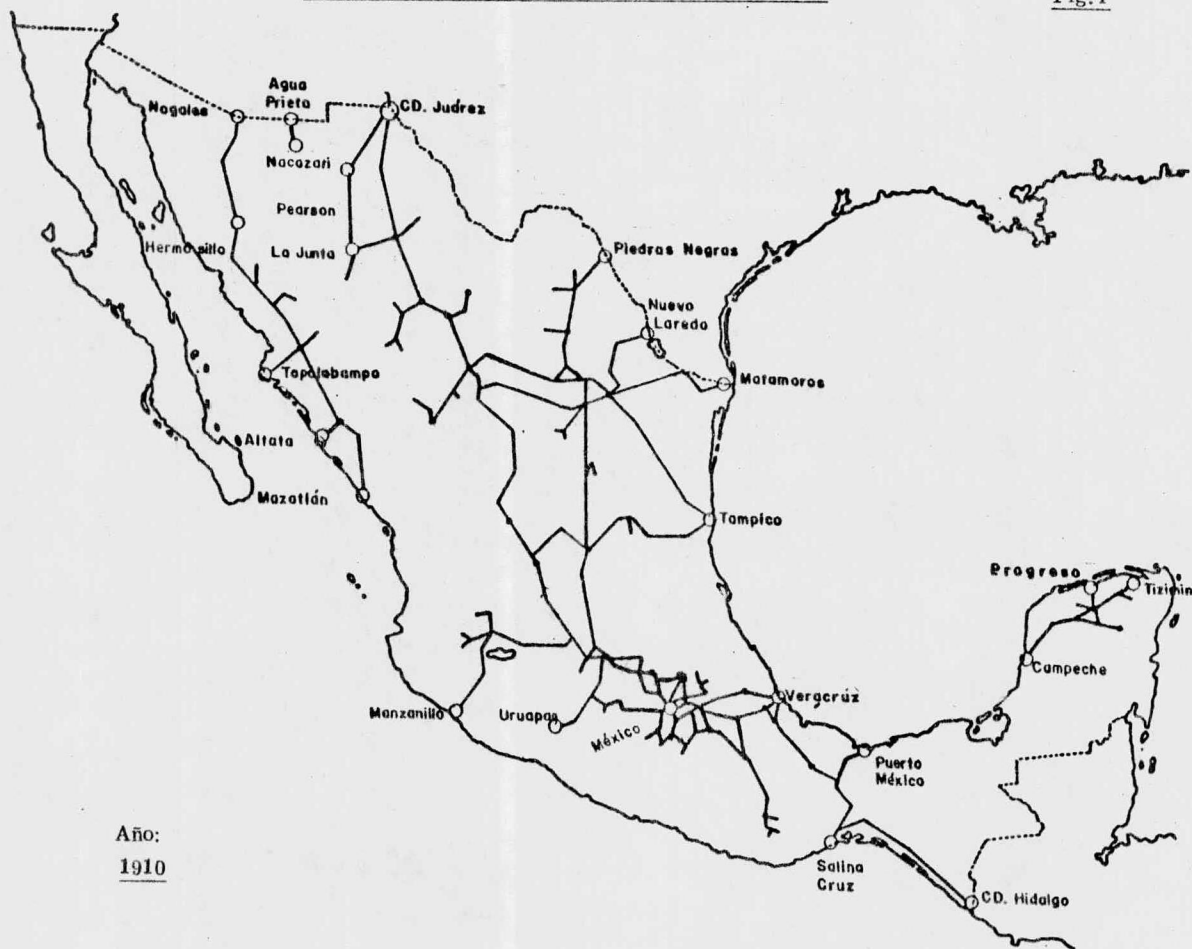 Fig. 1
Agua
Prieta
CD. Juárez
Nogales
Nacozari
Pearson
Hermosillo
La Junta
Piedras Negras
Nuevo
Laredo
Topolobampo
Matamoros
Altata
Mazatlán
Tampico
Progreso
Tizimin
Campeche
Manzanillo
Uruapan
México
Veracrúz
Puerto
México
Año:
1910
Salina
Cruz
CD. Hidalgo